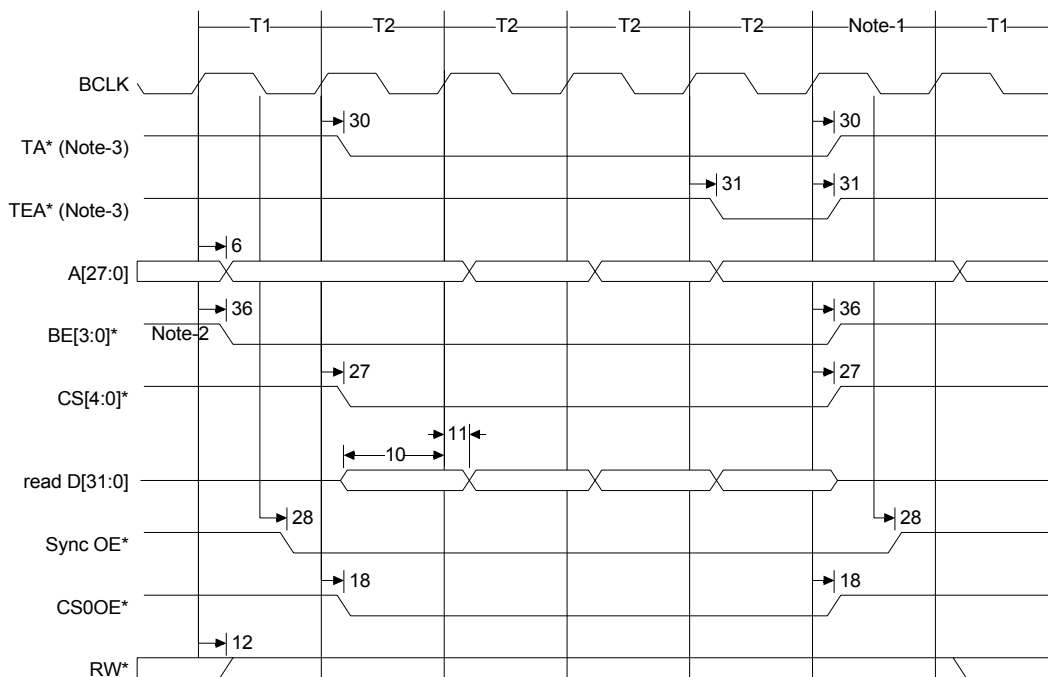 T1 T2 T2 T2 T2 Note-1 T1
BCLK
30 30
TA* (Note-3)
31 31
TEA* (Note-3)
6
A[27:0]
36 36
BE[3:0]* Note-2
27 27
CS[4:0]*
11
10
read D[31:0]
28 28
Sync OE*
18 18
CS0OE*
12
RW*